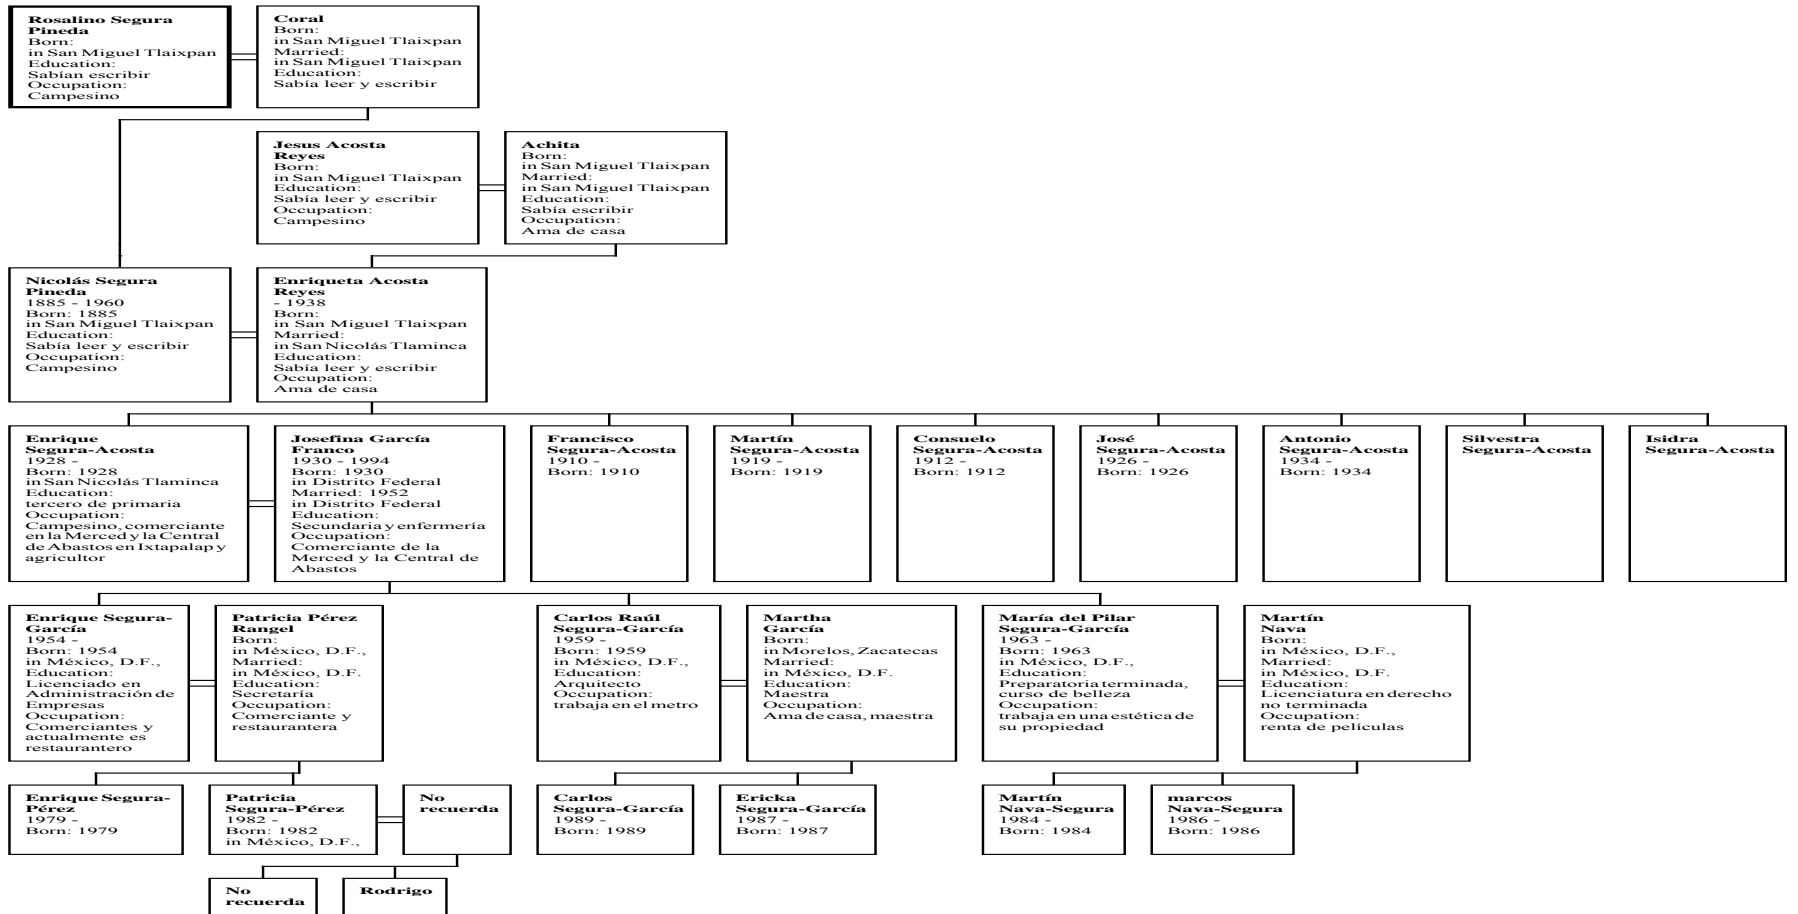 Rosalino Segura
Pineda
Born:
in San Miguel Tlaixpan
Education:
Sabían escribir
Occupation:
Campesino
Coral
Born:
in San Miguel Tlaixpan
Married:
in San Miguel Tlaixpan
Education:
Sabía leer y escribir
Jesus Acosta
Reyes
Born:
in San Miguel Tlaixpan
Education:
Sabía leer y escribir
Occupation:
Campesino
Achita
Born:
in San Miguel Tlaixpan
Married:
in San Miguel Tlaixpan
Education:
Sabía escribir
Occupation:
Ama de casa
Nicolás Segura
Pineda
1885 - 1960
Born: 1885
in San Miguel Tlaixpan
Education:
Sabía leer y escribir
Occupation:
Campesino
Enriqueta Acosta
Reyes
- 1938
Born:
in San Miguel Tlaixpan
Married:
in San Nicolás Tlaminca
Education:
Sabía leer y escribir
Occupation:
Ama de casa
Enrique
Segura-Acosta
1928 -
Born: 1928
in San Nicolás Tlaminca
Education:
tercero de primaria
Occupation:
Campesino, comerciante
en la Merced y la Central
de Abastos en Ixtapalap y
agricultor
Josefina García
Franco
1930 - 1994
Born: 1930
in Distrito Federal
Married: 1952
in Distrito Federal
Education:
Secundaria y enfermería
Occupation:
Comerciante de la
Merced y la Central de
Abastos
Francisco
Segura-Acosta
1910 -
Born: 1910
Martín
Segura-Acosta
1919 -
Born: 1919
Consuelo
Segura-Acosta
1912 -
Born: 1912
José
Segura-Acosta
1926 -
Born: 1926
Antonio
Segura-Acosta
1934 -
Born: 1934
Silvestra
Segura-Acosta
Isidra
Segura-Acosta
Enrique Segura-
García
1954 -
Born: 1954
in México, D.F.,
Education:
Licenciado en
Administración de
Empresas
Occupation:
Comerciantes y
actualmente es
restaurantero
Patricia Pérez
Rangel
Born:
in México, D.F.,
Married:
in México, D.F.
Education:
Secretaría
Occupation:
Comerciante y
restaurantera
Carlos Raúl
Segura-García
1959 -
Born: 1959
in México, D.F.,
Education:
Arquitecto
Occupation:
trabaja en el metro
Martha
García
Born:
in Morelos, Zacatecas
Married:
in México, D.F.
Education:
Maestra
Occupation:
Ama de casa, maestra
María del Pilar
Segura-García
1963 -
Born: 1963
in México, D.F.,
Education:
Preparatoria terminada,
curso de belleza
Occupation:
trabaja en una estética de
su propiedad
Martín
Nava
Born:
in México, D.F.,
Married:
in México, D.F.
Education:
Licenciatura en derecho
no terminada
Occupation:
renta de películas
Enrique Segura-
Pérez
1979 -
Born: 1979
Patricia
Segura-Pérez
1982 -
Born: 1982
in México, D.F.,
No
recuerda
Carlos
Segura-García
1989 -
Born: 1989
Ericka
Segura-García
1987 -
Born: 1987
Martín
Nava-Segura
1984 -
Born: 1984
marcos
Nava-Segura
1986 -
Born: 1986
No
recuerda
Rodrigo